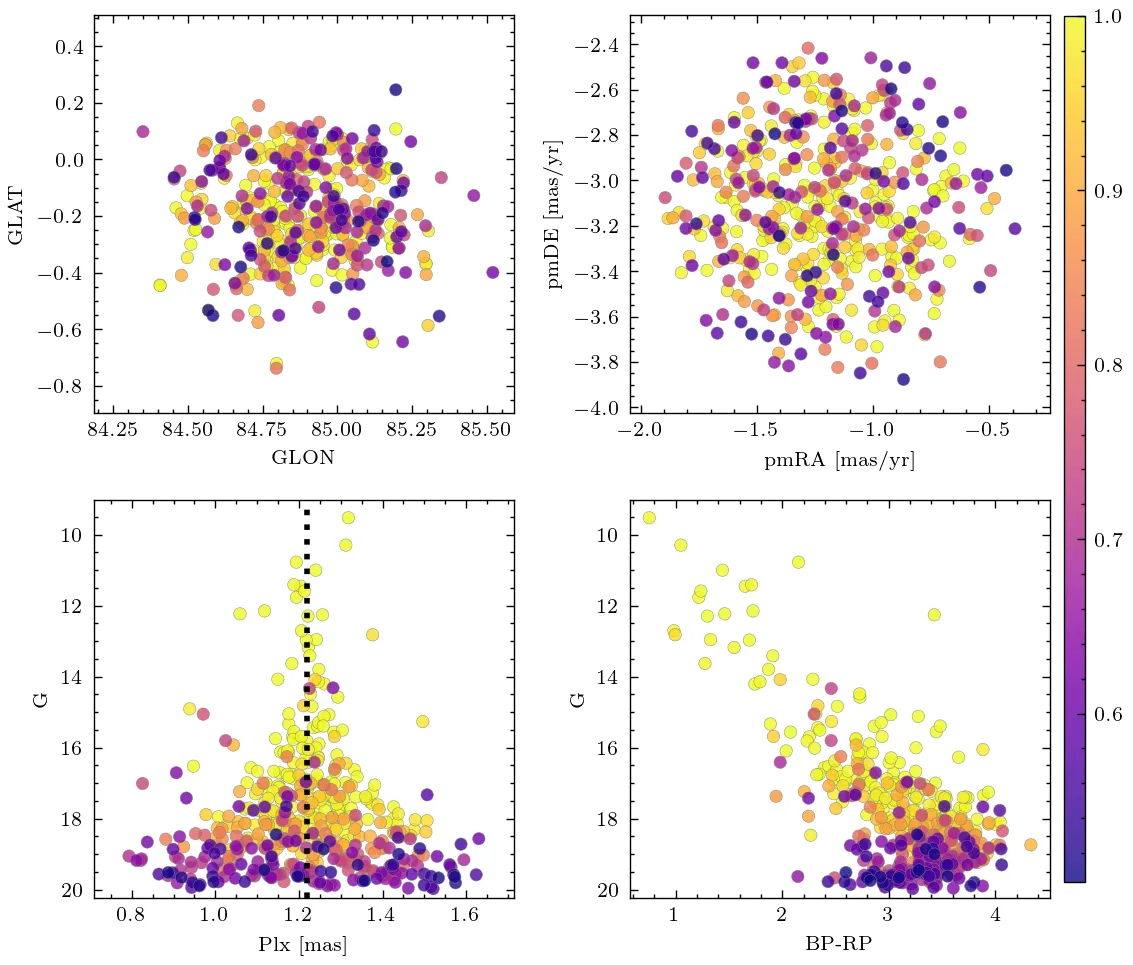 0.4
0.2
0.0
−0.2
−0.4
−0.6
−0.8
GLAT
84.25 84.50 84.75 85.00 85.25 85.50
GLON
−2.4
−2.6
−2.8
−3.0
−3.2
−3.4
−3.6
−3.8
−4.0
pmDE [mas/yr]
−2.0 −1.5 −1.0 −0.5
pmRA [mas/yr]
10
12
14
16
18
20
G
0.8 1.0 1.2 1.4 1.6
Plx [mas]
10
12
14
16
18
20
G
1 2 3 4
BP-RP
1.0
0.9
0.8
0.7
0.6